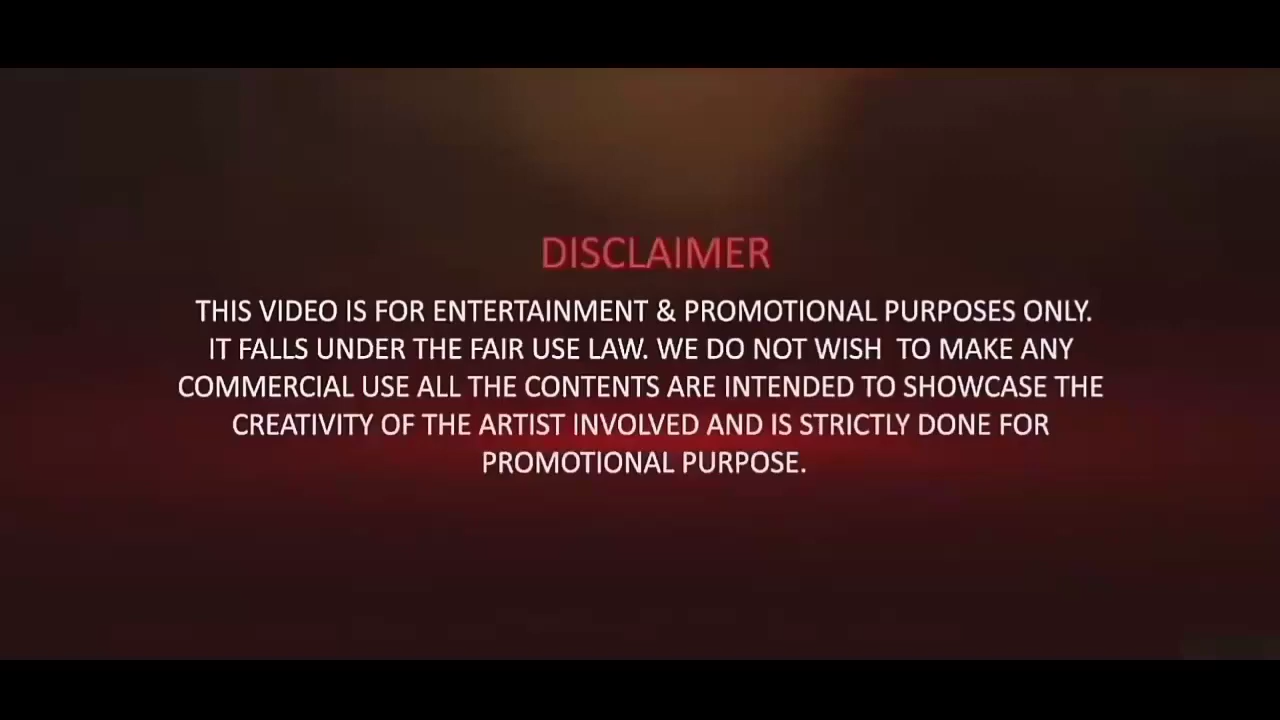 DISCLAIMER
THIS VIDEO IS FOR ENTERTAINMENT & PROMOTIONAL PURPOSES ONLY.
IT FALLS UNDER THE FAIR USE LAW. WE DO NOT WISH TO MAKE ANY
COMMERCIAL USE ALL THE CONTENTS ARE INTENDED TO SHOWCASE THE
CREATIVITY OF THE ARTIST INVOLVED AND IS STRICTLY DONE FOR
PROMOTIONAL PURPOSE.